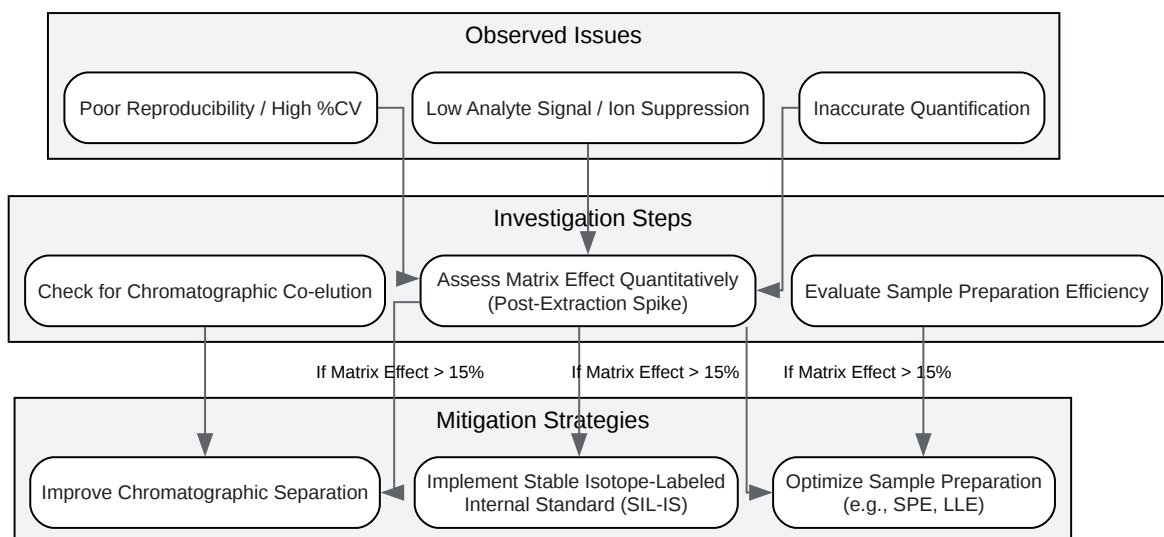 Observed Issues
Poor Reproducibility / High %CV
Low Analyte Signal / Ion Suppression
Inaccurate Quantification
Investigation Steps
Check for Chromatographic Co-elution
Assess Matrix Effect Quantitatively
(Post-Extraction Spike)
Evaluate Sample Preparation Efficiency
If Matrix Effect > 15%
If Matrix Effect > 15%
If Matrix Effect > 15%
Mitigation Strategies
Improve Chromatographic Separation
Implement Stable Isotope-Labeled
Internal Standard (SIL-IS)
Optimize Sample Preparation
(e.g., SPE, LLE)